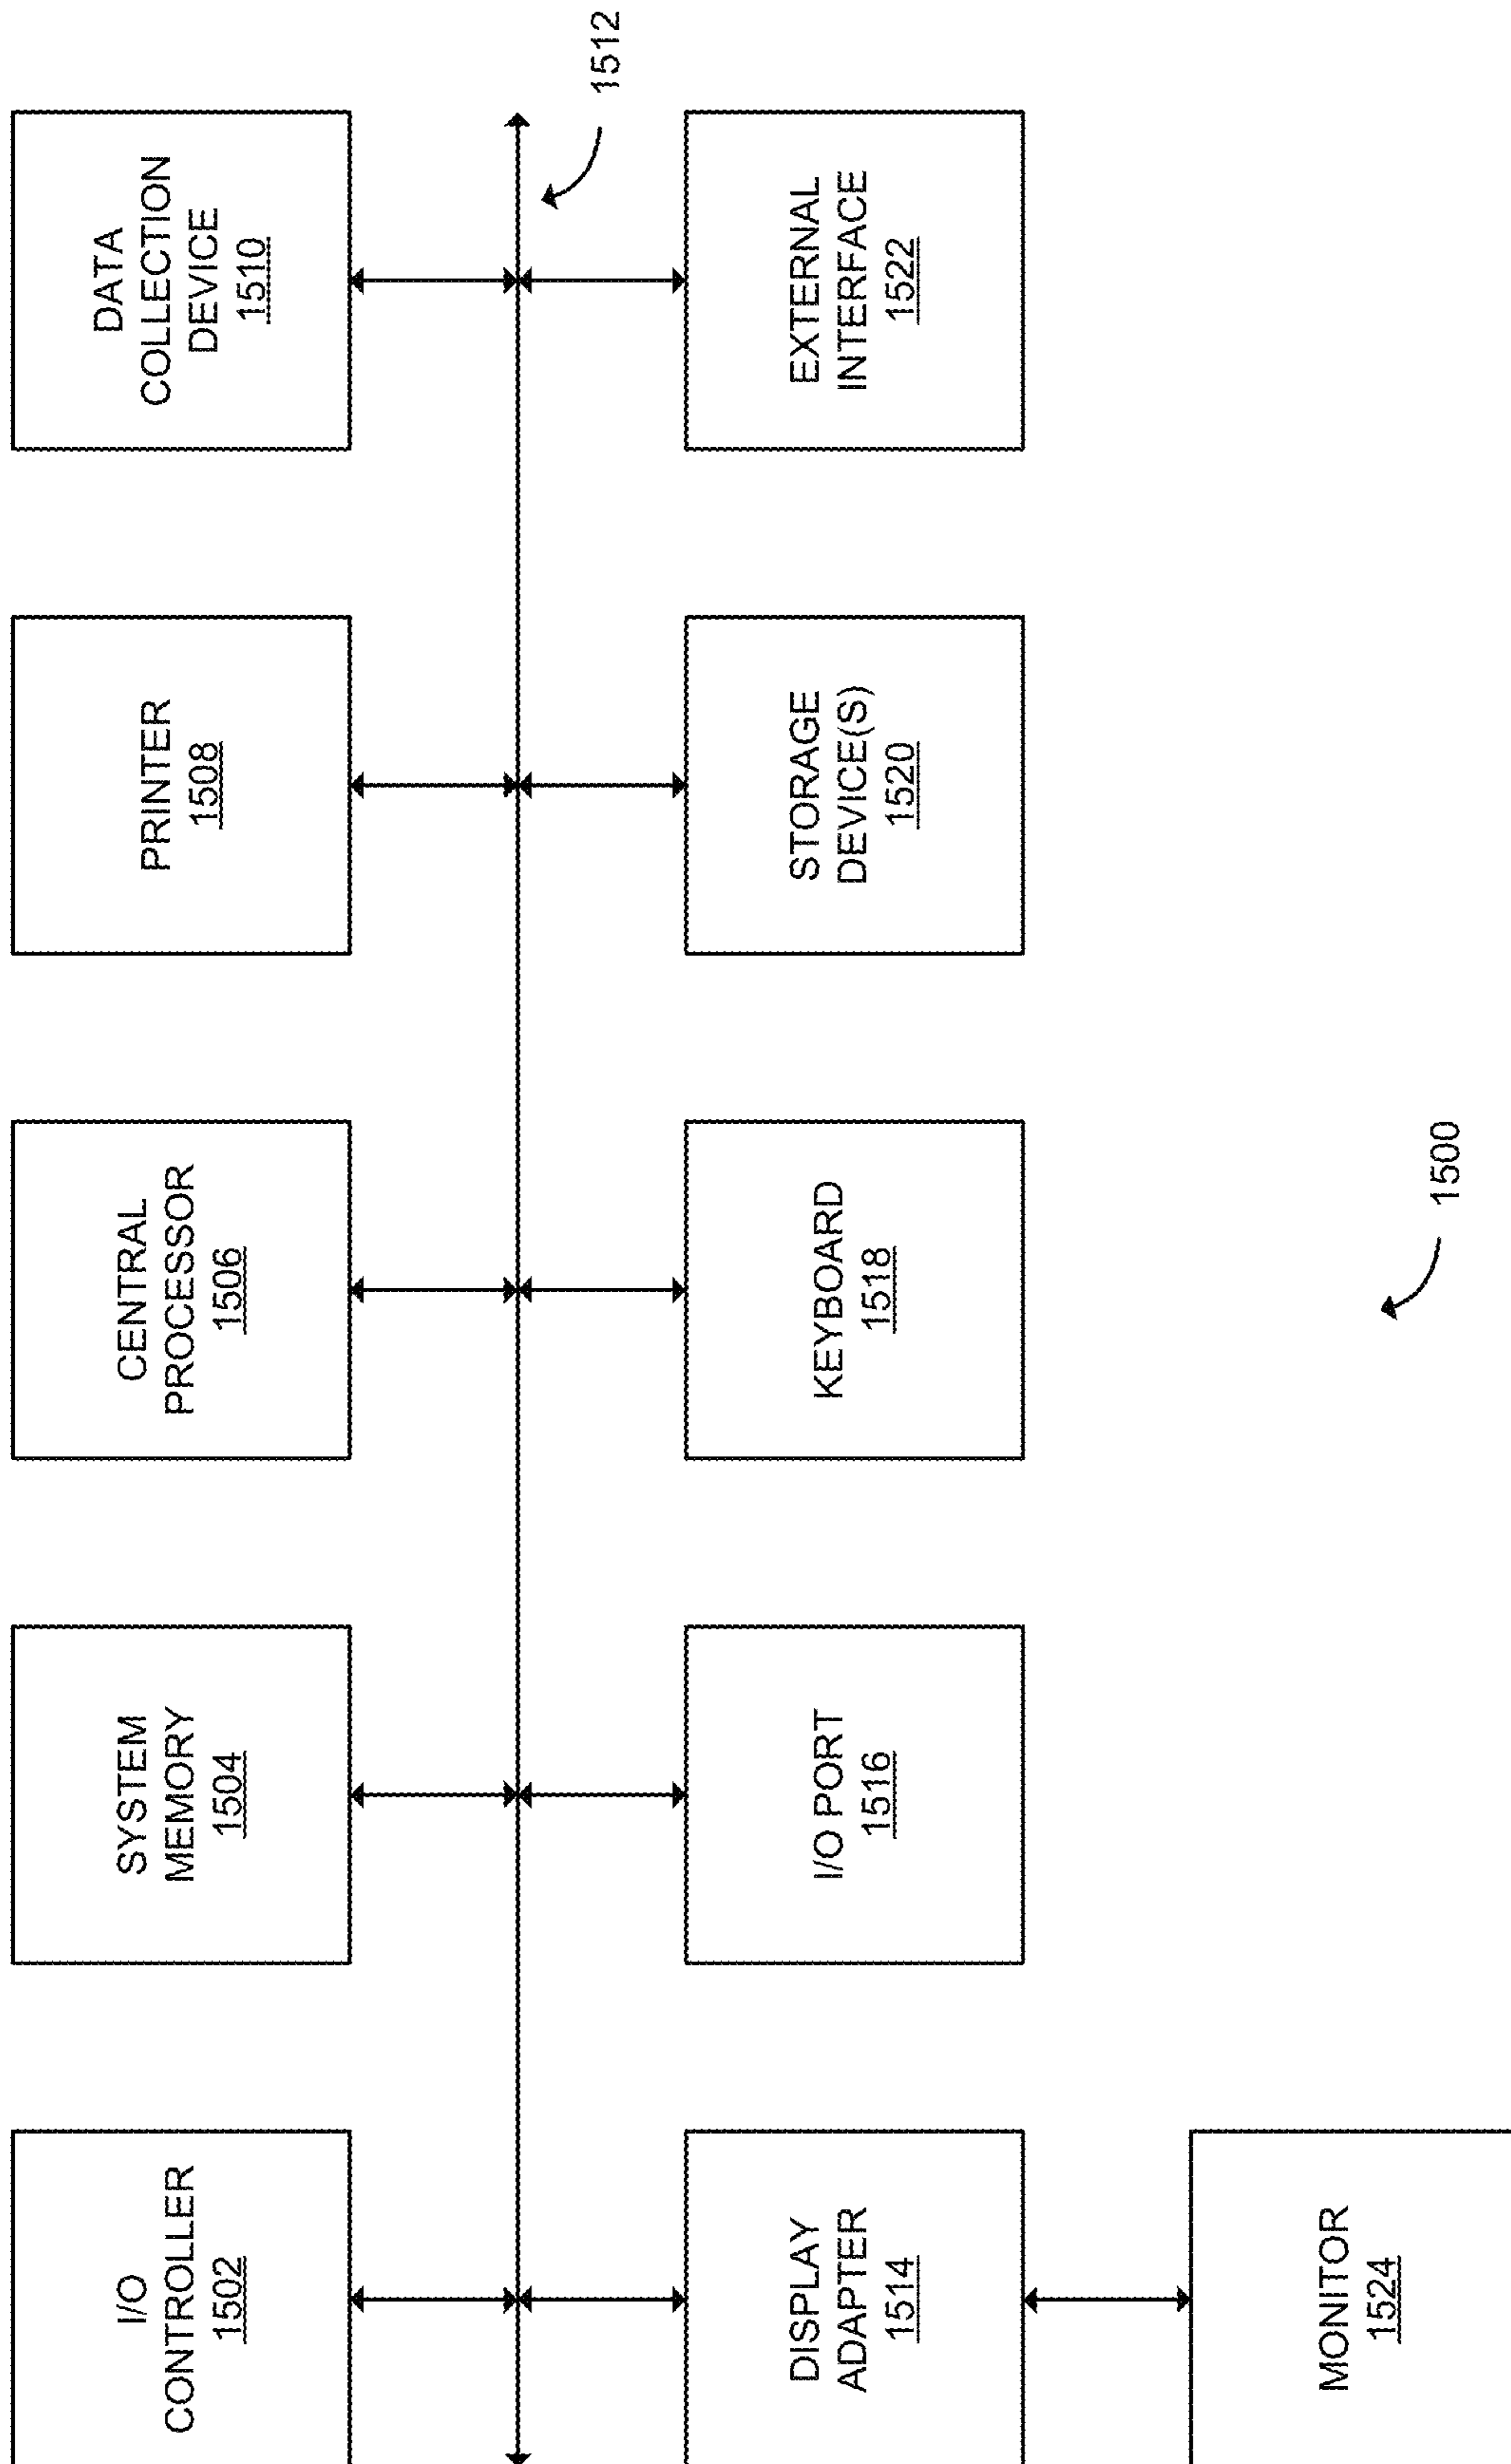 I/O
CONTROLLER
1502
SYSTEM
MEMORY
1504
CENTRAL
PROCESSOR
1506
PRINTER
1508
DATA
COLLECTION
DEVICE
1510
1512
DISPLAY
ADAPTER
1514
I/O PORT
1516
KEYBOARD
1518
STORAGE
DEVICE(S)
1520
EXTERNAL
INTERFACE
1522
MONITOR
1524
1500